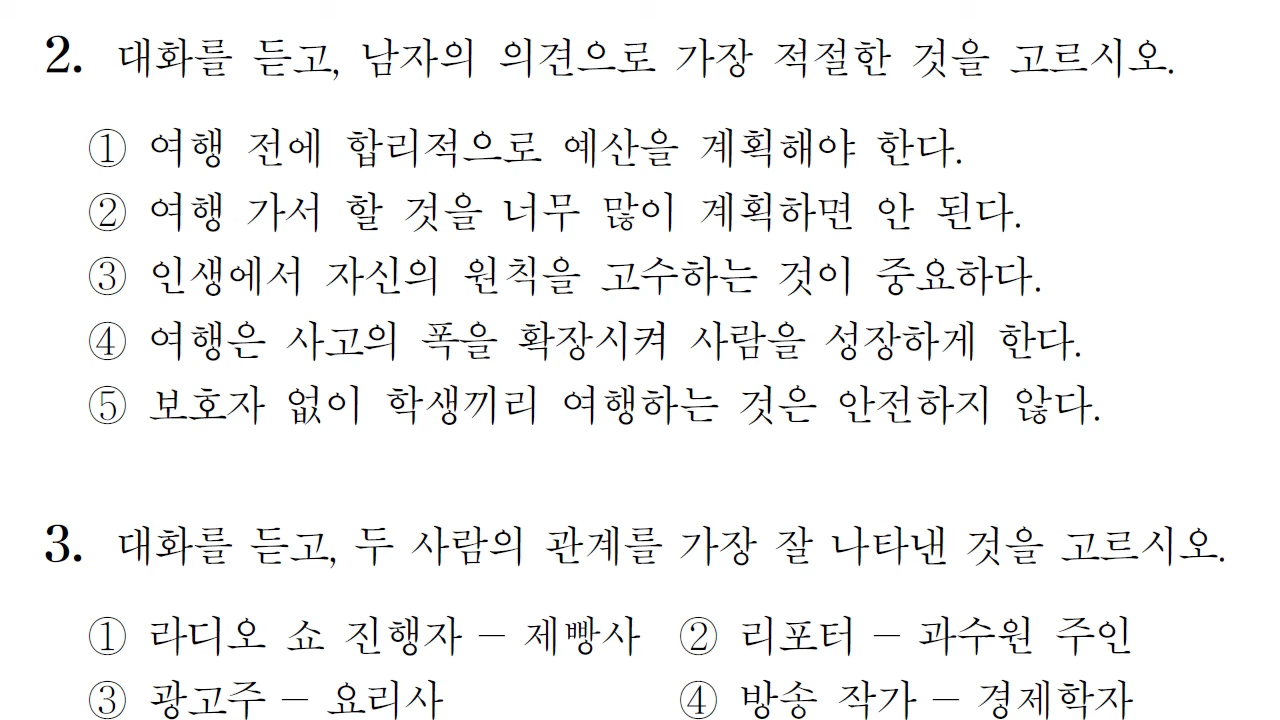 2. 대화를 듣고, 남자의 의견으로 가장 적절한 것을 고르시오.
① 여행 전에 합리적으로 예산을 계획해야 한다.
② 여행 가서 할 것을 너무 많이 계획하면 안 된다.
③ 인생에서 자신의 원칙을 고수하는 것이 중요하다.
④ 여행은 사고의 폭을 확장시켜 사람을 성장하게 한다.
⑤ 보호자 없이 학생끼리 여행하는 것은 안전하지 않다.
3. 대화를 듣고, 두 사람의 관계를 가장 잘 나타낸 것을 고르시오.
① 라디오 쇼 진행자 – 제빵사 ② 리포터 – 과수원 주인
③ 광고주 – 요리사 ④ 방송 작가 – 경제학자